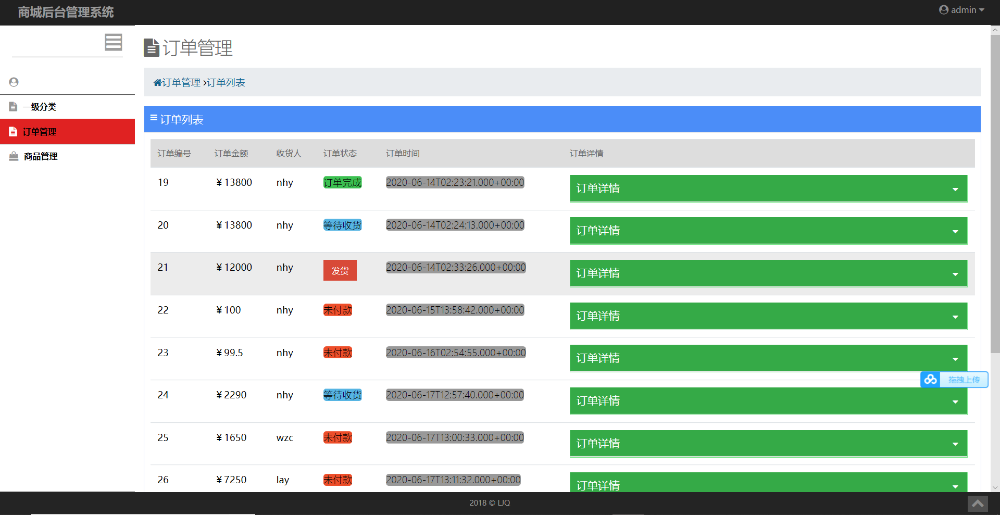 商城后台管理系统
admin
订单管理
订单管理 >订单列表
一级分类
订单管理
商品管理
订单列表
订单编号 订单金额 收货人 订单状态 订单时间 订单详情
19 ¥13800 nhy 订单完成 2020-06-14T02:23:21.000+00:00 订单详情
20 ¥13800 nhy 等待收货 2020-06-14T02:24:13.000+00:00 订单详情
21 ¥12000 nhy 发货 2020-06-14T02:33:26.000+00:00 订单详情
22 ¥100 nhy 未付款 2020-06-15T13:58:42.000+00:00 订单详情
23 ¥99.5 nhy 未付款 2020-06-16T02:54:55.000+00:00 订单详情
拖拽上传
24 ¥2290 nhy 等待收货 2020-06-17T12:57:40.000+00:00 订单详情
25 ¥1650 wzc 未付款 2020-06-17T13:00:33.000+00:00 订单详情
26 ¥7250 lay 未付款 2020-06-17T13:11:32.000+00:00 订单详情
2018 © LJQ